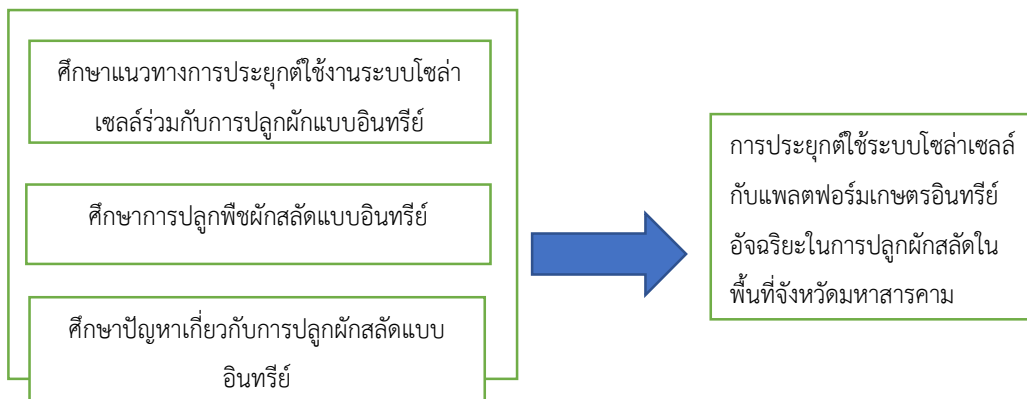 ศึกษาแนวทางการประยุกต์ใช้งานระบบโซล่า
เซลล์ร่วมกับการปลูกผักแบบอินทรีย์
ศึกษาการปลูกพืชผักสลัดแบบอินทรีย์
ศึกษาปัญหาเกี่ยวกับการปลูกผักสลัดแบบ
อินทรีย์
การประยุกต์ใช้ระบบโซล่าเซลล์
กับแพลตฟอร์มเกษตรอินทรีย์
อัจฉริยะในการปลูกผักสลัดใน
พื้นที่จังหวัดมหาสารคาม